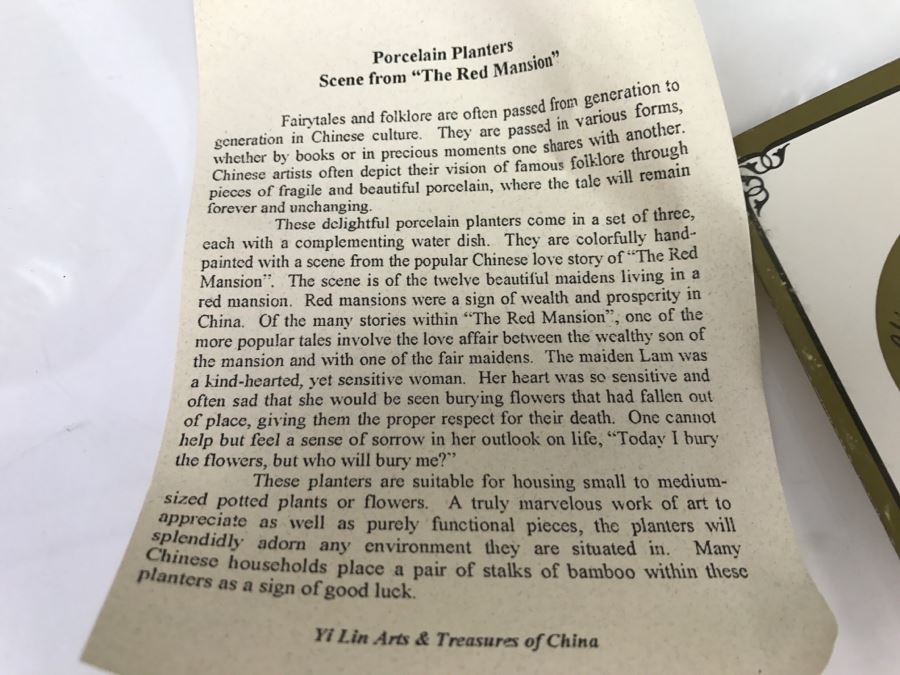 Porcelain Planters
Scene from “The Red Mansion”
Fairytales and folklore are often passed from generation to
generation in Chinese culture. They are passed in various forms,
whether by books or in precious moments one shares with another.
Chinese artists often depict their vision of famous folklore through
pieces of fragile and beautiful porcelain, where the tale will remain
forever and unchanging.
These delightful porcelain planters come in a set of three,
each with a complementing water dish. They are colorfully hand-
painted with a scene from the popular Chinese love story of “The Red
Mansion”. The scene is of the twelve beautiful maidens living in a
red mansion. Red mansions were a sign of wealth and prosperity in
China. Of the many stories within “The Red Mansion”, one of the
more popular tales involve the love affair between the wealthy son of
the mansion and with one of the fair maidens. The maiden Lam was
a kind-hearted, yet sensitive woman. Her heart was so sensitive and
often sad that she would be seen burying flowers that had fallen out
of place, giving them the proper respect for their death. One cannot
help but feel a sense of sorrow in her outlook on life, “Today I bury
the flowers, but who will bury me?”
These planters are suitable for housing small to medium-
sized potted plants or flowers. A truly marvelous work of art to
appreciate as well as purely functional pieces, the planters will
splendidly adorn any environment they are situated in. Many
Chinese households place a pair of stalks of bamboo within these
planters as a sign of good luck.
Yi Lin Arts & Treasures of China